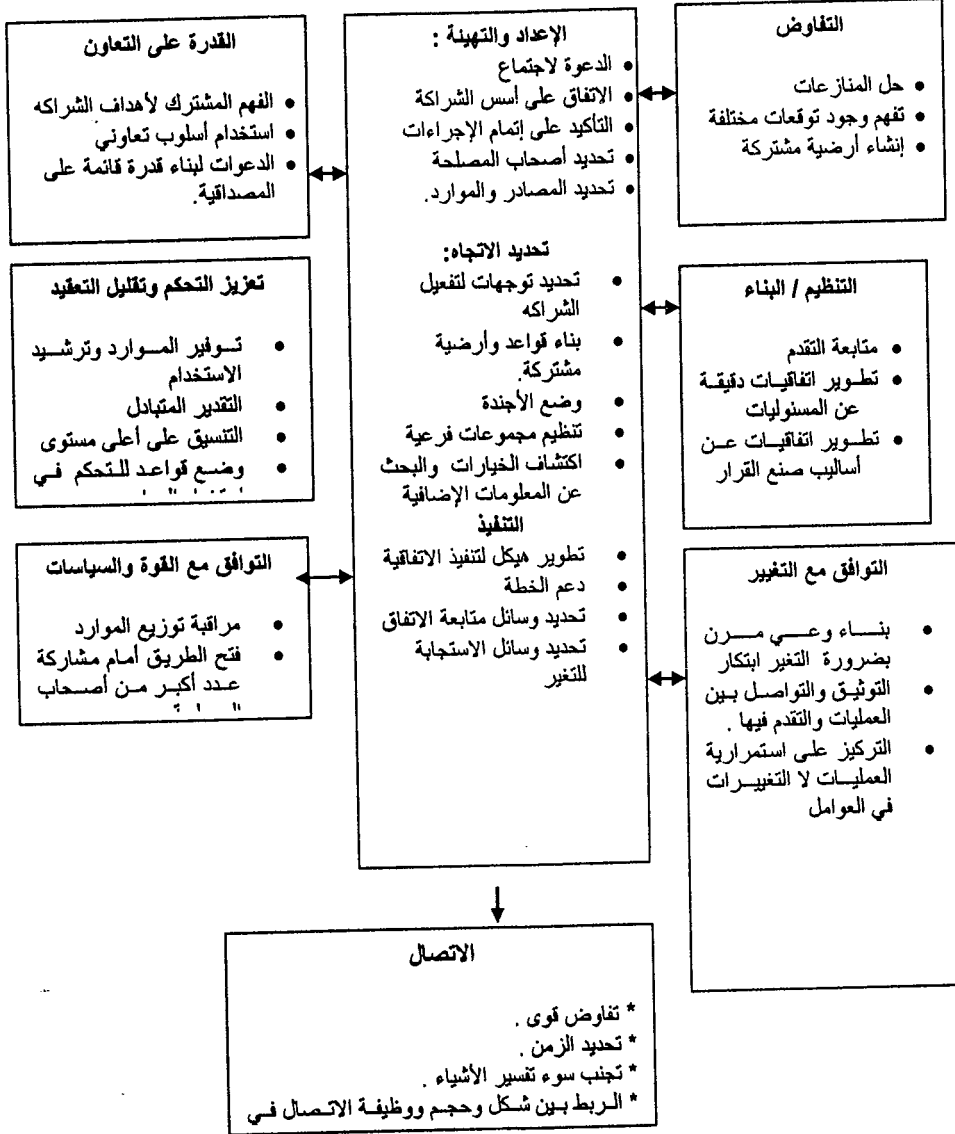 التفاوض
• حل المنازعات
• تفهم وجود توقعات مختلفة
• إنشاء أرضية مشتركة
الإعداد والتهيئة :
• الدعوة لاجتماع
• الاتفاق على أسس الشراكة
• التأكيد على إتمام الإجراءات
• تحديد أصحاب المصلحة
• تحديد المصادر والموارد.
تحديد الاتجاه:
• تحديد توجهات لتفعيل
الشراكه
• بناء قواعد وأرضية
مشتركة.
• وضع الأجندة
• تنظيم مجموعات فرعية
• اكتشاف الخيارات والبحث
عن المعلومات الإضافية
التنفيذ
• تطوير هيكل لتنفيذ الاتفاقية
• دعم الخطة
• تحديد وسائل متابعة الاتفاق
• تحديد وسائل الاستجابة
للتغير
القدرة على التعاون
• الفهم المشترك لأهداف الشراكه
• استخدام أسلوب تعاوني
• الدعوات لبناء قدرة قائمة على
المصداقية.
التنظيم / البناء
• متابعة التقدم
• تطوير اتفاقيات دقيقة
عن المسئوليات
• تطوير اتفاقيات عن
أساليب صنع القرار
تعزيز التحكم وتقليل التعقيد
• توفير الموارد وترشيد
الاستخدام
• التقدير المتبادل
• التنسيق على أعلى مستوى
• وضع قواعد للتحكم في
التوافق مع التغيير
• بناء وعي مرن
بضرورة التغير ابتكار
• التوثيق والتواصل بين
العمليات والتقدم فيها .
• التركيز على استمرارية
العمليات لا التغييرات
في العوامل
التوافق مع القوة والسياسات
• مراقبة توزيع الموارد
• فتح الطريق أمام مشاركة
عدد أكبر من أصحاب
الاتصال
* تفاوض قوى .
* تحديد الزمن .
* تجنب سوء تفسير الأشياء .
* الربط بين شكل وحجم ووظيفة الاتصال في